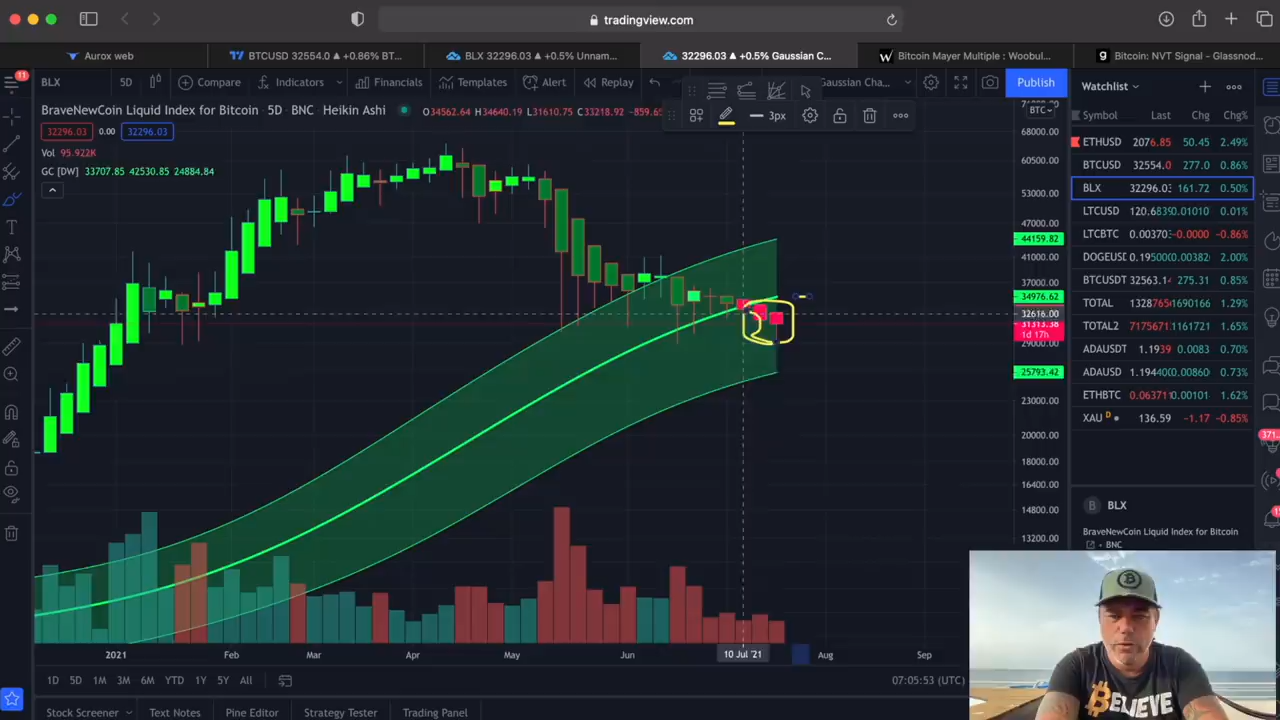 tradingview.com
Aurox web
BTCUSD 32554.0 ▲ +0.86% BT...
BLX 32296.03 ▲ +0.5% Unnam...
BLX 32296.03 ▲ +0.5% Gaussian C...
Bitcoin Mayer Multiple : Woobul...
Bitcoin: NVT Signal - Glassnod...
11
BLX
5D
Compare
Indicators
Financials
Templates
Alert
Replay
Gaussian Cha...
Publish
Watchlist
BraveNewCoin Liquid Index for Bitcoin · 5D · BNC · Heikin Ashi
O34562.64 H34640.19 L31610.75 C33218.92 -859.65
3px
BTC
32296.03 0.00 32296.03
Vol 95.922K
GC [DW] 33707.85 42530.85 24884.84
68000.00
60500.00
53000.00
47000.00
44159.82
41000.00
37000.00
34976.62
32616.00
31313.38
1d 17h
29000.00
25793.42
23000.00
20000.00
18000.00
16400.00
14800.00
13200.00
Symbol Last Chg Chg%
ETHUSD 2076.85 50.45 2.49%
BTCUSD 32554.0 277.0 0.86%
BLX 32296.03 161.72 0.50%
LTCUSD 120.6839 0.01010 0.01%
LTCBTC 0.00370 -0.0000 -0.86%
DOGEUSD 0.195000 0.00382 2.00%
BTCUSDT 32563.1 275.31 0.85%
TOTAL 1328765 1690166 1.29%
TOTAL2 7175671 1161721 1.65%
ADAUSDT 1.1939 0.0083 0.70%
ADAUSD 1.194400 0.00860 0.73%
ETHBTC 0.063711 0.00101 1.62%
XAU D 136.59 -1.17 -0.85%
B BLX
BraveNewCoin Liquid Index for Bitcoin
BNC
2021 Feb Mar Apr May Jun 10 Jul '21 Aug Sep
1D 5D 1M 3M 6M YTD 1Y 5Y All
07:05:53 (UTC)
Stock Screener
Text Notes
Pine Editor
Strategy Tester
Trading Panel
BELIEVE